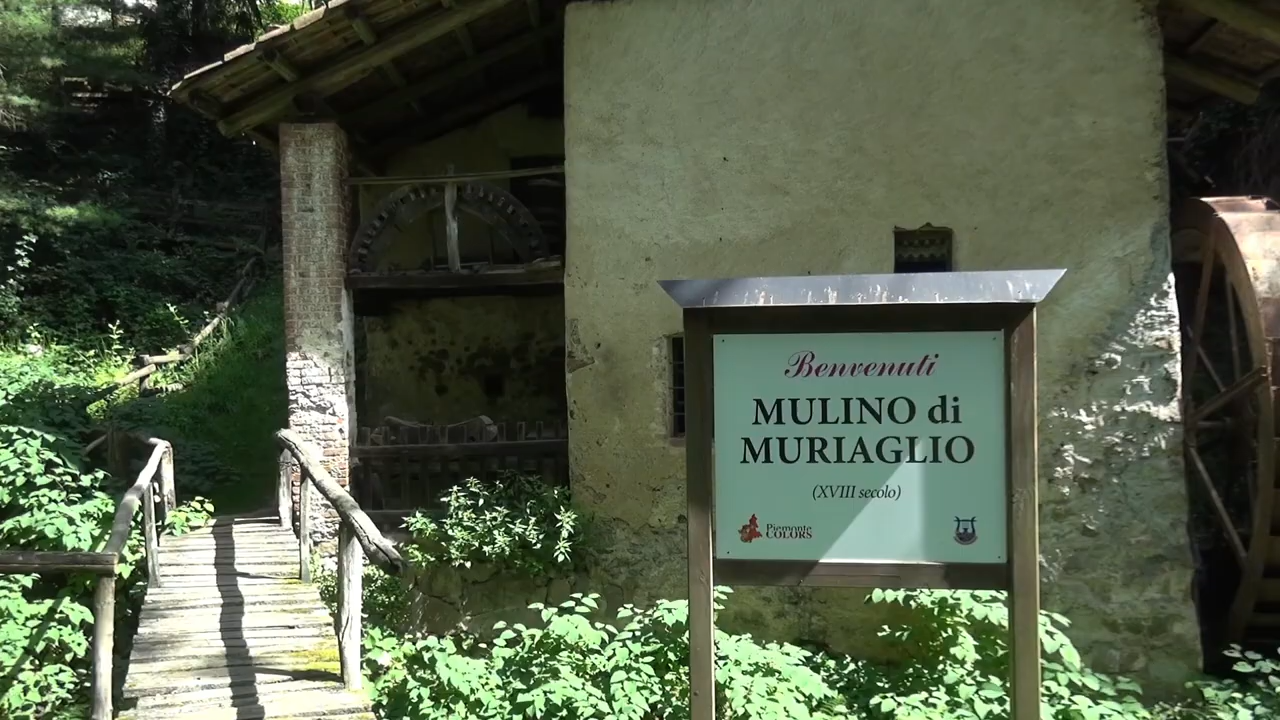 Benvenuti
MULINO di
MURIAGLIO
(XVIII secolo)
Piemonte
COLORS